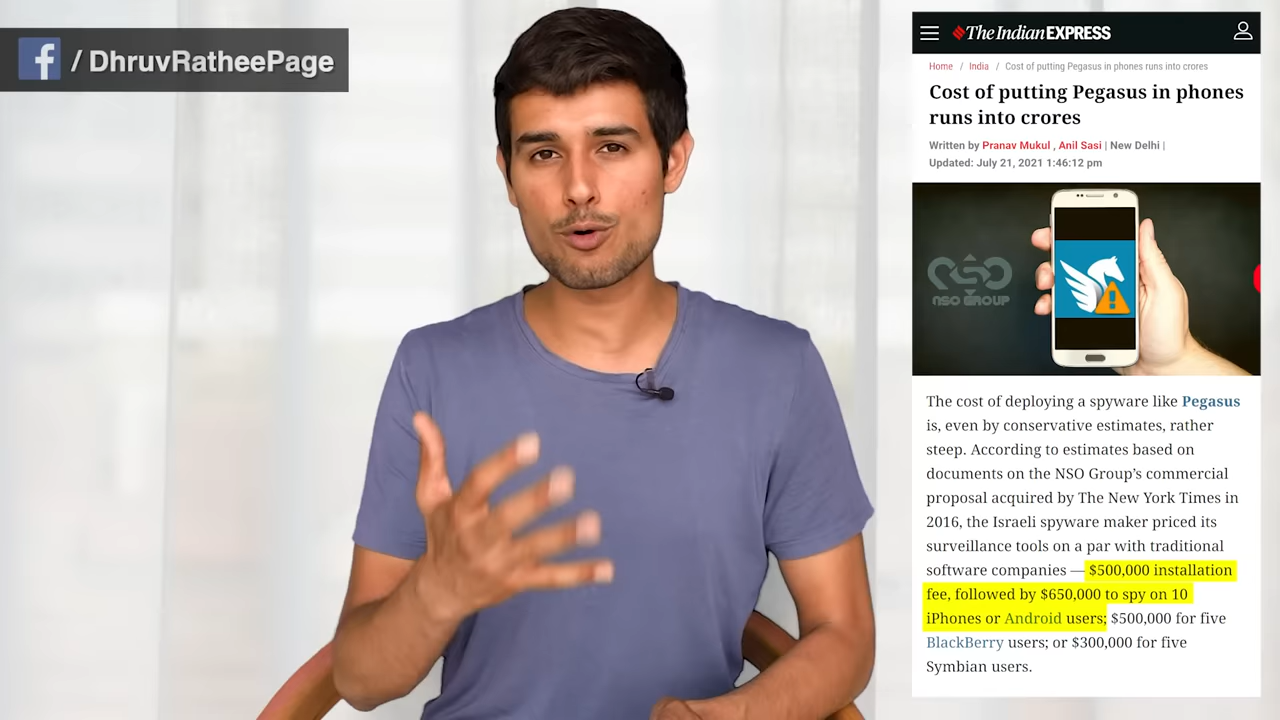 f / DhruvRatheePage
The Indian EXPRESS
Home / India / Cost of putting Pegasus in phones runs into crores
Cost of putting Pegasus in phones
runs into crores
Written by Pranav Mukul , Anil Sasi | New Delhi |
Updated: July 21, 2021 1:46:12 pm
NSO GROUP
The cost of deploying a spyware like Pegasus
is, even by conservative estimates, rather
steep. According to estimates based on
documents on the NSO Group’s commercial
proposal acquired by The New York Times in
2016, the Israeli spyware maker priced its
surveillance tools on a par with traditional
software companies — $500,000 installation
fee, followed by $650,000 to spy on 10
iPhones or Android users; $500,000 for five
BlackBerry users; or $300,000 for five
Symbian users.